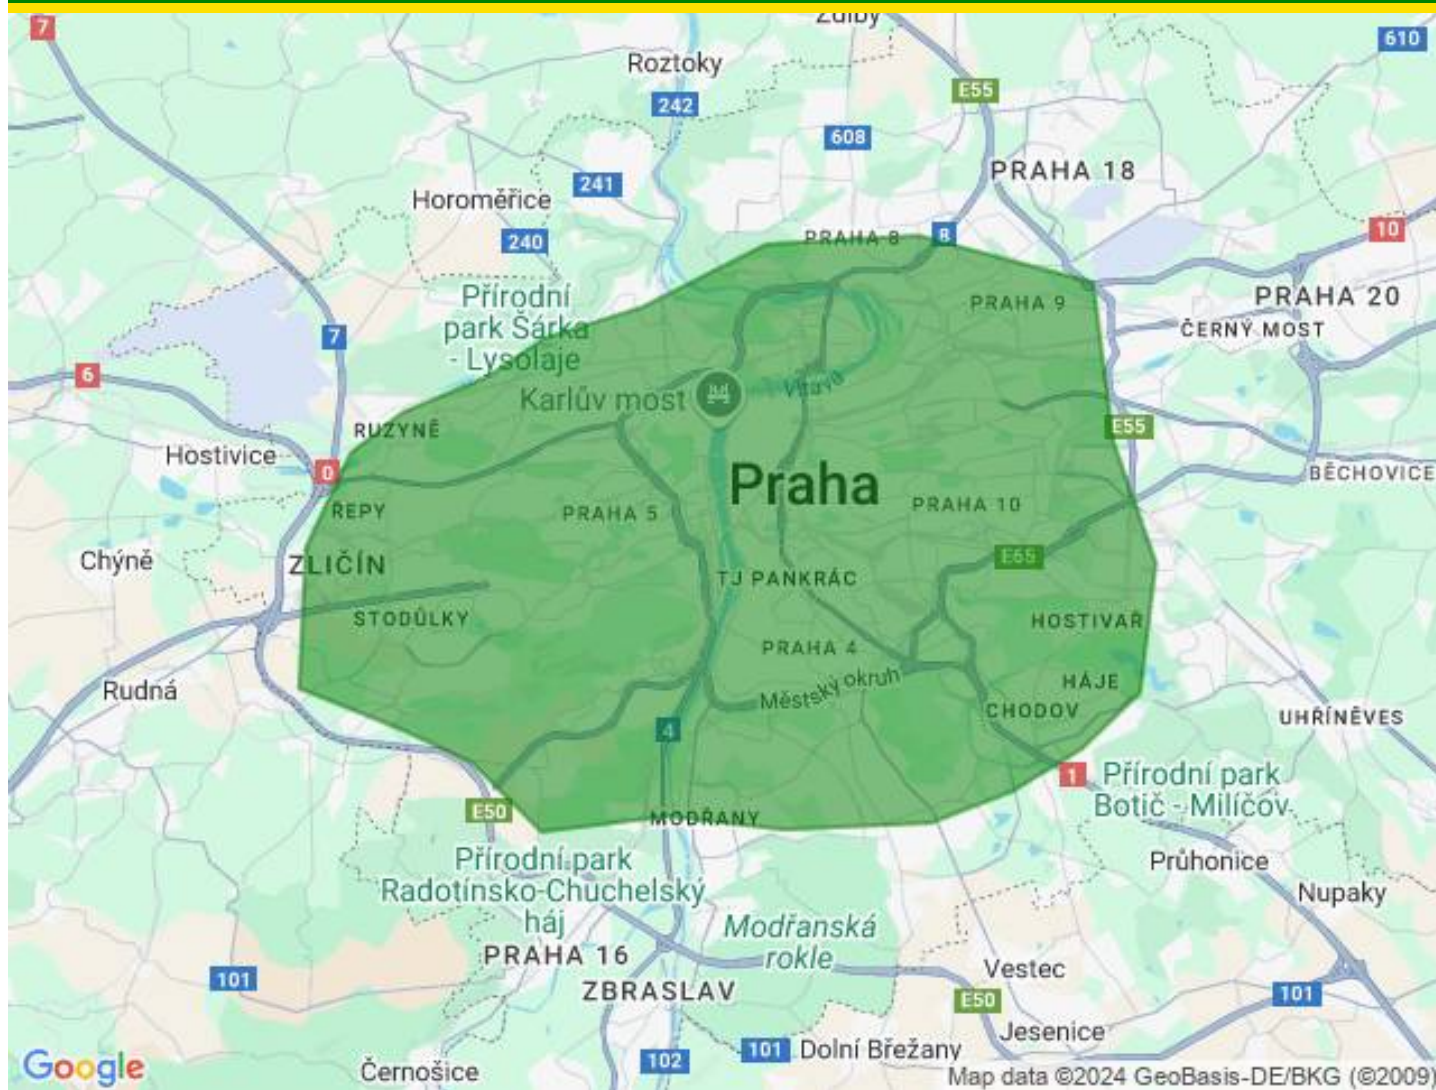 Zdiby
7
610
Roztoky
E55
242
608
PRAHA 18
241
Horoměřice
10
240
PRAHA 8
8
Přírodní
park Šárka
- Lysolaje
PRAHA 9
PRAHA 20
7
ČERNÝ MOST
6
Karlův most
Vltava
RUZYNĚ
E55
Hostivice
0
BĚCHOVICE
Praha
ŘEPY
PRAHA 5
PRAHA 10
Chýně
ZLIČÍN
E65
TJ PANKRÁC
STODŮLKY
HOSTIVAŘ
PRAHA 4
Rudná
Městský okruh
HÁJE
CHODOV
UHŘÍNĚVES
4
1
Přírodní park
Botič - Milíčov
E50
MODŘANY
Přírodní park
Radotínsko-Chuchelský
háj
Průhonice
Nupaky
Modřanská
rokle
PRAHA 16
Vestec
101
ZBRASLAV
E50
101
Jesenice
Google
Černošice
102
101
Dolní Břežany
Map data ©2024 GeoBasis-DE/BKG (©2009)